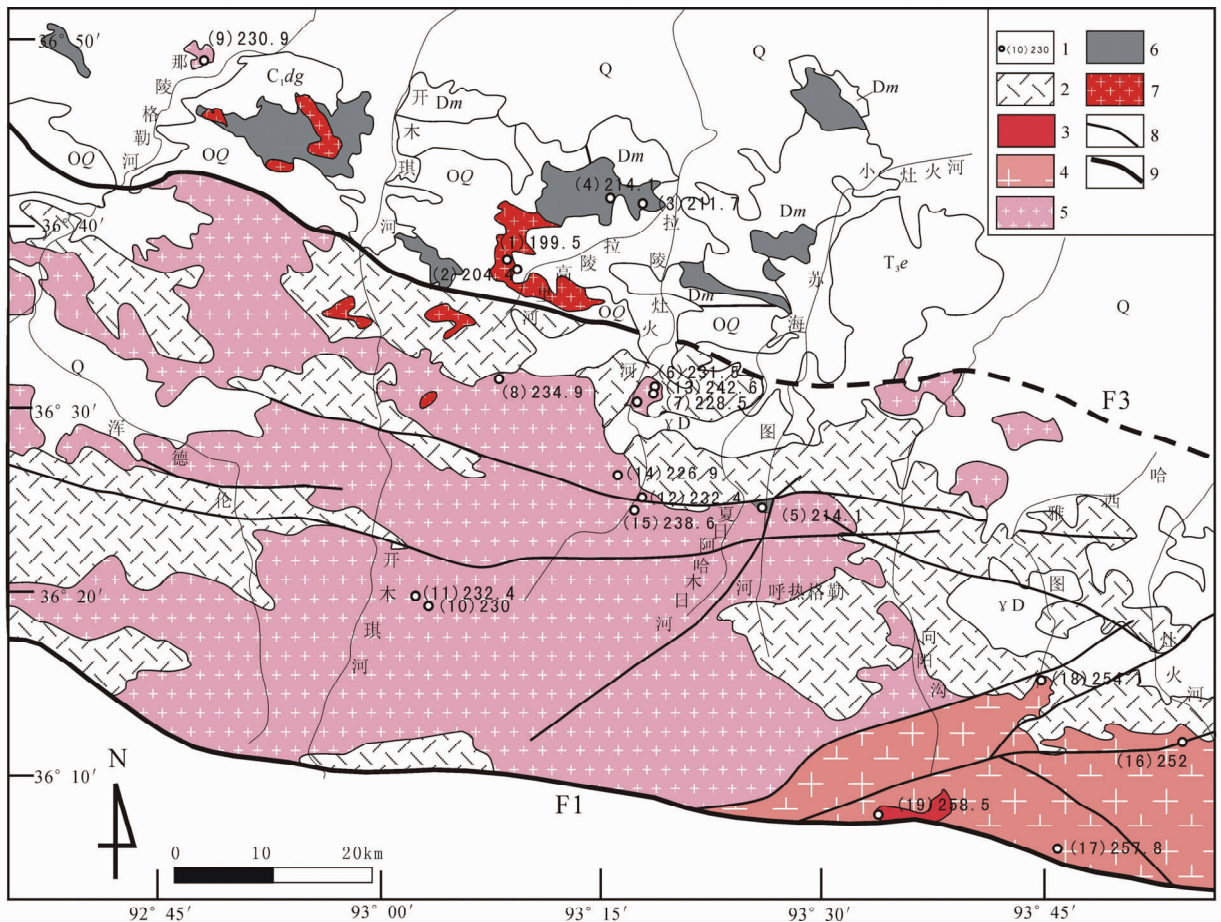 36° 50′
36° 40′
36° 30′
36° 20′
36° 10′
92° 45′
93° 00′
93° 15′
93° 30′
93° 45′
(9)230.9
那陵格勒河
C₁dg
OQ
OQ
开木琪河
Dm
OQ
Dm
Q
Dm
小灶火河
(4)214.1
(3)211.7
(1)199.5
(2)204.4
拉陵高里河
拉陵灶火河
Dm
Dm
OQ
OQ
苏海图
T₃e
Q
Q
(6)231.5
(13)242.6
(7)228.5
γD
(8)234.9
F3
浑德伦
(14)226.9
(12)232.4
(15)238.6
(5)214.1
夏日阿哈木日河
河
呼热格勒
哈西雅图
γD
灶火河
开木琪河
(11)232.4
(10)230
向阳沟
(18)254.1
(16)252
(19)258.5
(17)257.8
F1
N
0 10 20km
(10)230 1
2
3
4
5
6
7
8
9